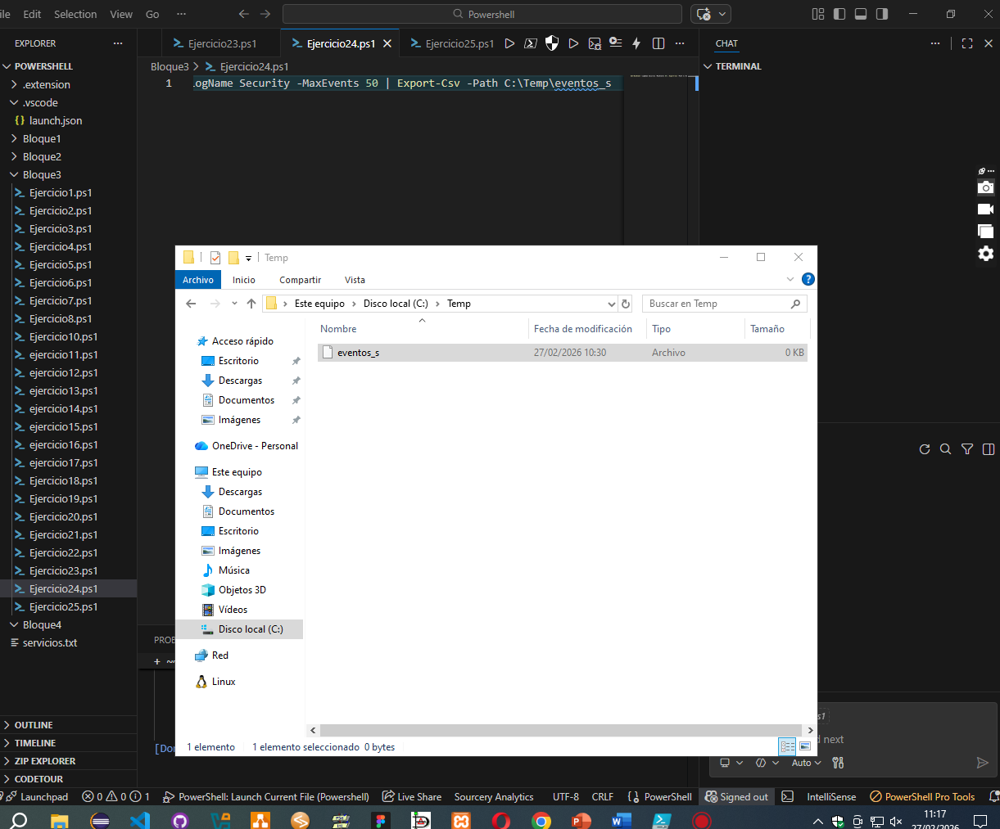 ile Edit Selection View Go ··· Powershell
EXPLORER ···
POWERSHELL
.extension
.vscode
{} launch.json
Bloque1
Bloque2
Bloque3
Ejercicio1.ps1
Ejercicio2.ps1
Ejercicio3.ps1
Ejercicio4.ps1
Ejercicio5.ps1
Ejercicio6.ps1
Ejercicio7.ps1
Ejercicio8.ps1
Ejercicio10.ps1
ejercicio11.ps1
ejercicio12.ps1
ejercicio13.ps1
ejercicio14.ps1
ejercicio15.ps1
ejercicio16.ps1
ejercicio17.ps1
Ejercicio18.ps1
Ejercicio19.ps1
Ejercicio20.ps1
Ejercicio21.ps1
Ejercicio22.ps1
Ejercicio23.ps1
Ejercicio24.ps1
Ejercicio25.ps1
Bloque4
servicios.txt
OUTLINE
TIMELINE
ZIP EXPLORER
CODETOUR
Ejercicio23.ps1 Ejercicio24.ps1 Ejercicio25.ps1
Bloque3 > Ejercicio24.ps1
1 .ogName Security -MaxEvents 50 | Export-Csv -Path C:\Temp\eventos_s
CHAT
TERMINAL
Temp
Archivo Inicio Compartir Vista
Este equipo > Disco local (C:) > Temp
Buscar en Temp
Nombre Fecha de modificación Tipo Tamaño
eventos_s 27/02/2026 10:30 Archivo 0 KB
Acceso rápido
Escritorio
Descargas
Documentos
Imágenes
OneDrive - Personal
Este equipo
Descargas
Documentos
Escritorio
Imágenes
Música
Objetos 3D
Vídeos
Disco local (C:)
Red
Linux
1 elemento 1 elemento seleccionado 0 bytes
PROB
+ ~
[Dor
s1
d next
Auto
Launchpad 0 0 1 PowerShell: Launch Current File (Powershell) Live Share Sourcery Analytics UTF-8 CRLF {} PowerShell Signed out IntelliSense PowerShell Pro Tools
11:17
27/02/2026